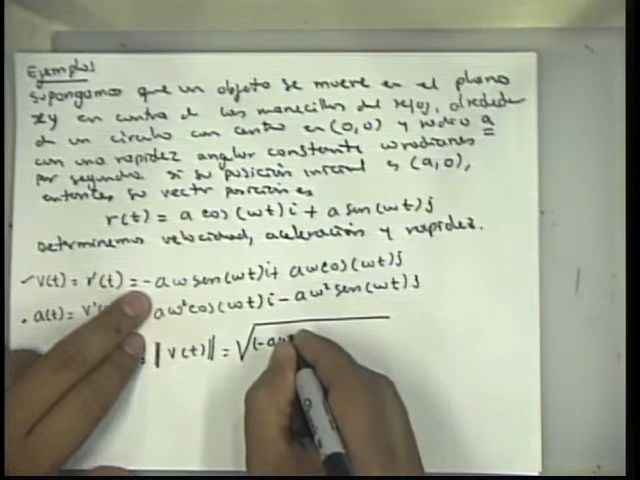 Ejemplos
Supongamos que un objeto se mueve en el plano
xy en contra de las manecillas del reloj, alrededor
de un círculo con centro en (0,0) y radio a
con una rapidez angular constante ω radianes
por segundo. Si su posición inicial es (a,0),
entonces su vector posición es
r(t) = a cos(ωt)i + a sin(ωt)j
Determinemos velocidad, aceleración y rapidez.
v(t) = r'(t) = -aω sen(ωt)i + aω cos(ωt)j
a(t) = v'( aω² cos(ωt)i - aω² sen(ωt)j
= ‖v(t)‖ = √(-aω